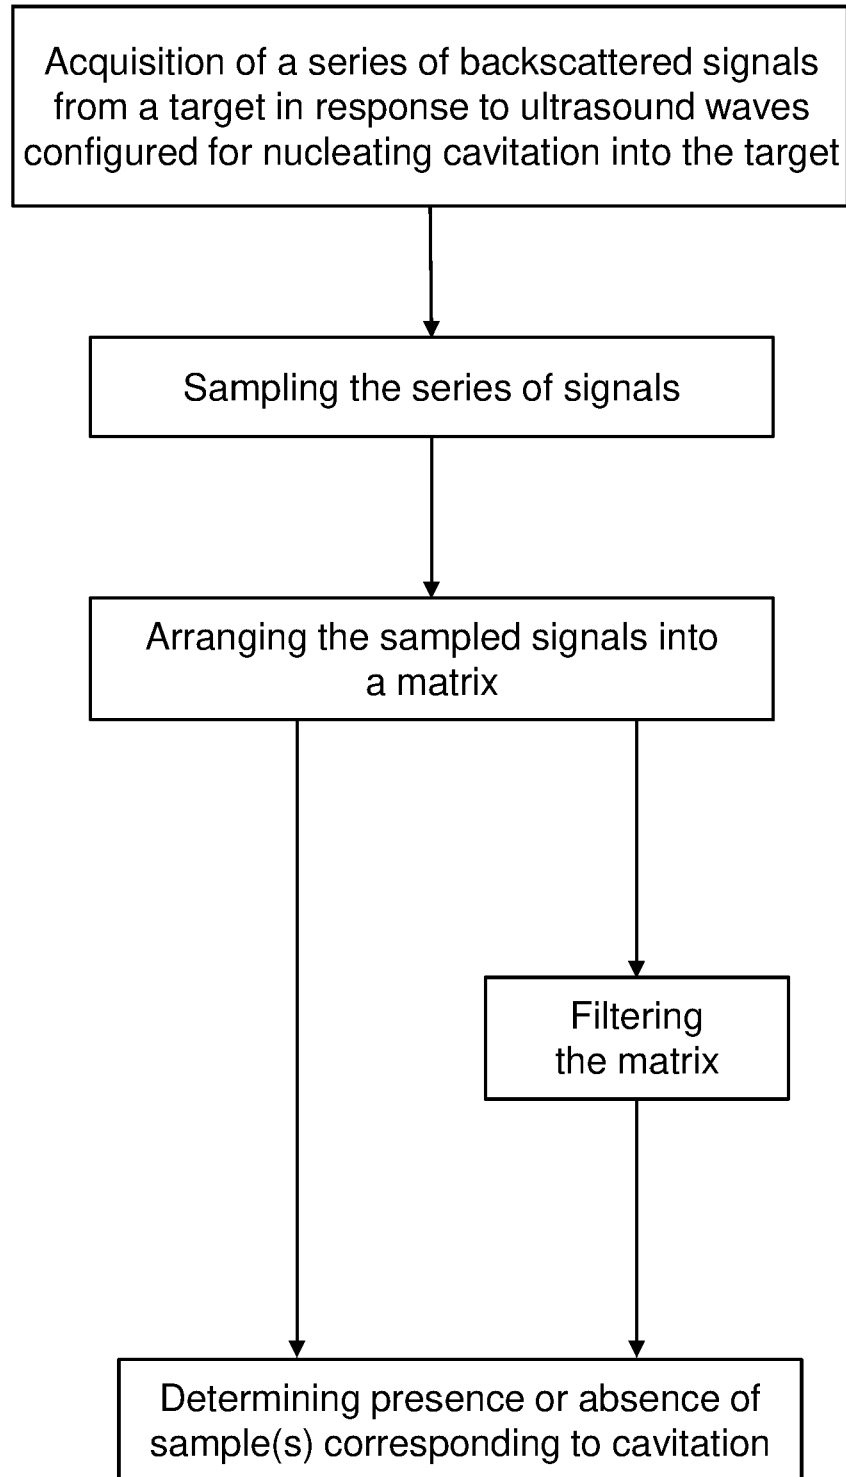 Acquisition of a series of backscattered signals
from a target in response to ultrasound waves
configured for nucleating cavitation into the target
Sampling the series of signals
Arranging the sampled signals into
a matrix
Filtering
the matrix
Determining presence or absence of
sample(s) corresponding to cavitation